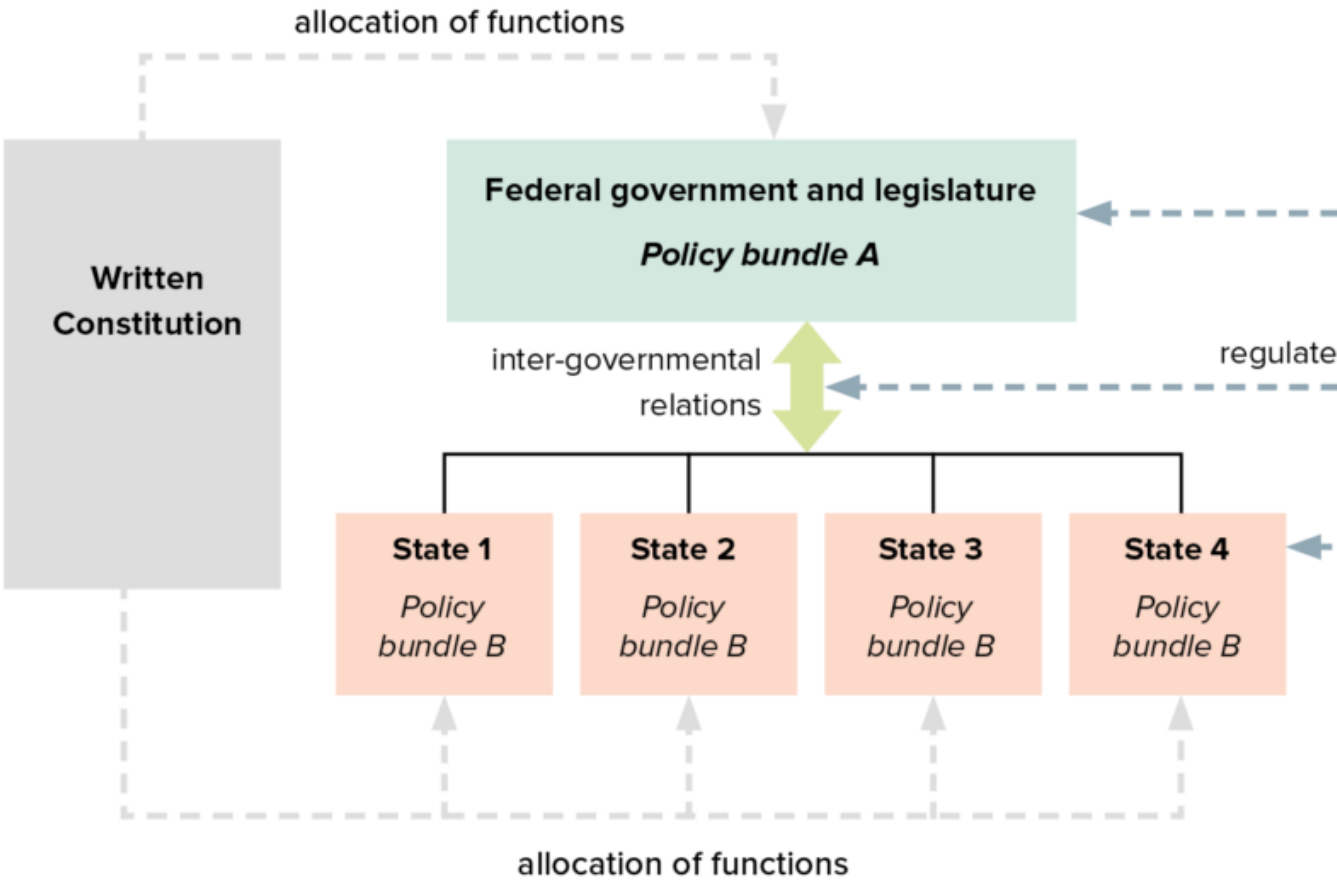 allocation of functions
Written
Constitution
Federal government and legislature
Policy bundle A
inter-governmental
relations
regulate
State 1
Policy
bundle B
State 2
Policy
bundle B
State 3
Policy
bundle B
State 4
Policy
bundle B
allocation of functions